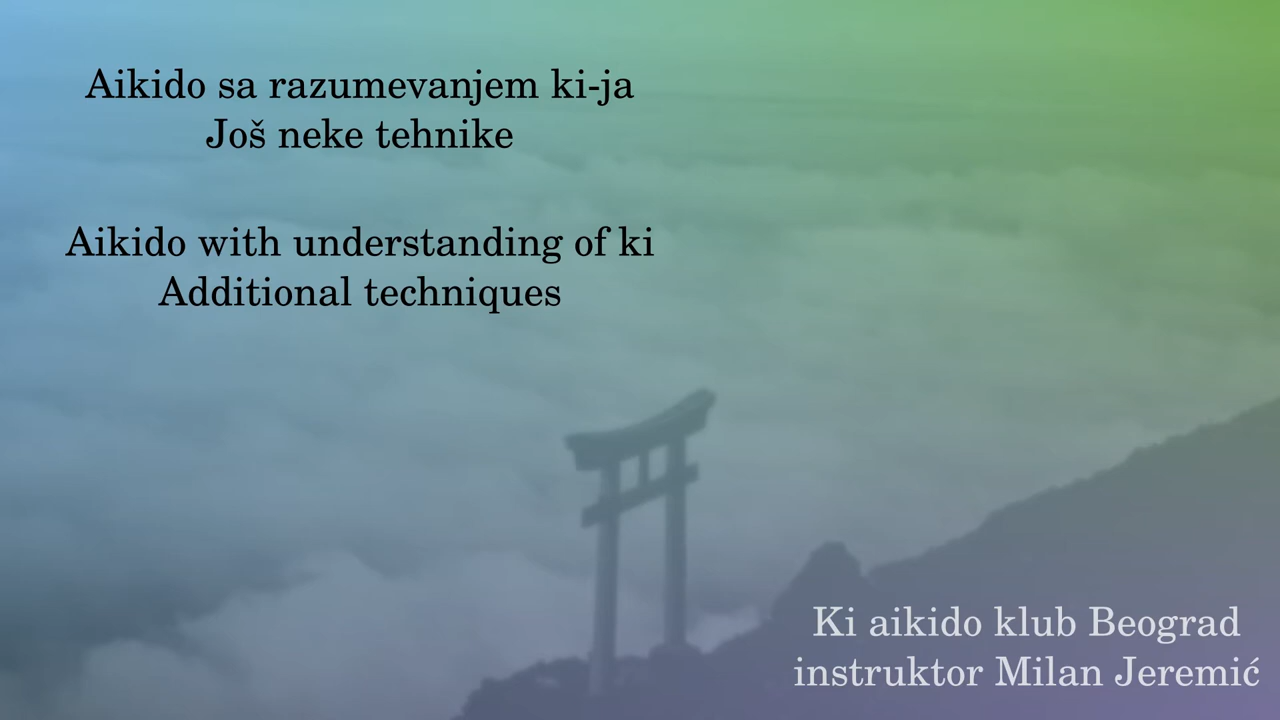 Aikido sa razumevanjem ki-ja
Još neke tehnike
Aikido with understanding of ki
Additional techniques
Ki aikido klub Beograd
instruktor Milan Jeremić